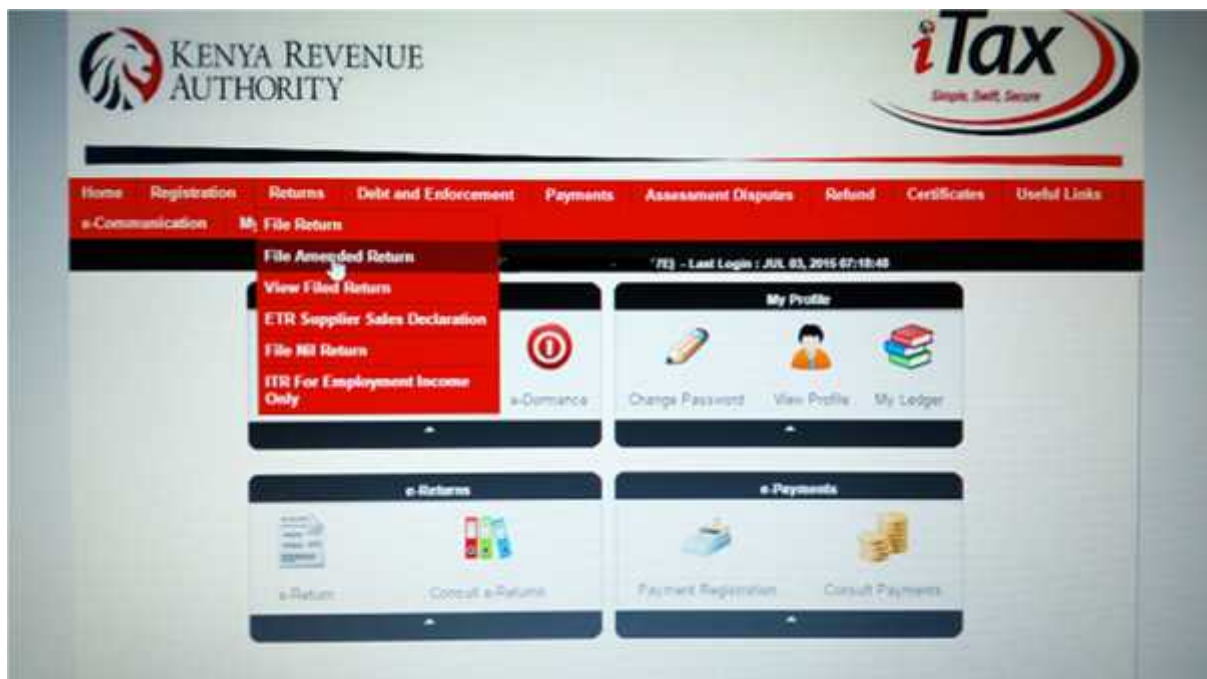 KENYA REVENUE
AUTHORITY
iTax
Simple, Swift, Secure
Home Registration Returns Debt and Enforcement Payments Assessment Disputes Refund Certificates Useful Links
e-Communication My
File Return
File Amended Return
7E) - Last Login : JUL 03, 2015 07:18:48
View Filed Return
ETR Supplier Sales Declaration
File Nil Return
ITR For Employment Income
Only
e-Dormance
My Profile
Change Password View Profile My Ledger
e-Returns
e-Return Consult e-Returns
e-Payments
Payment Registration Consult Payments